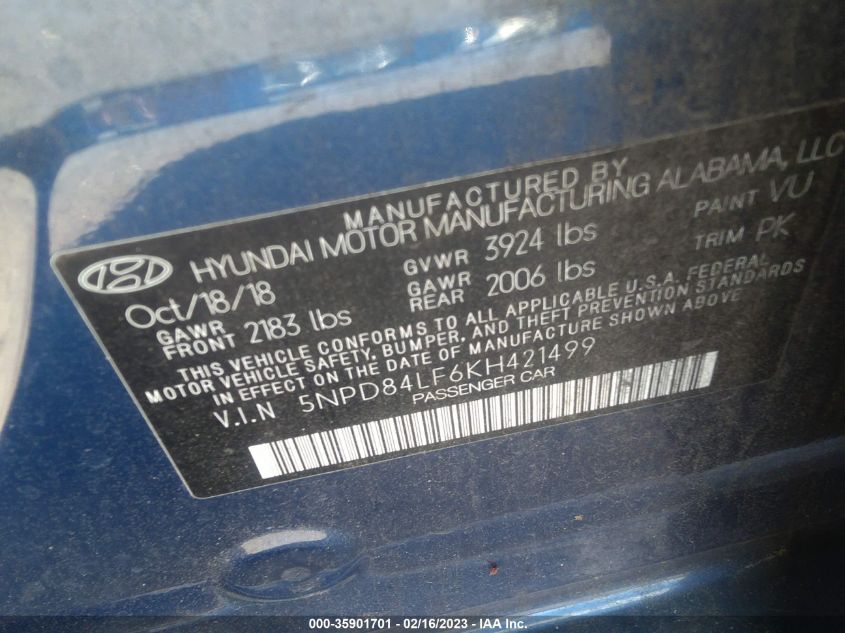 MANUFACTURED BY
HYUNDAI MOTOR MANUFACTURING ALABAMA, LLC
Oct/18/18 GVWR 3924 lbs PAINT VU
GAWR FRONT 2183 lbs GAWR REAR 2006 lbs TRIM PK
THIS VEHICLE CONFORMS TO ALL APPLICABLE U.S.A. FEDERAL
MOTOR VEHICLE SAFETY, BUMPER, AND THEFT PREVENTION STANDARDS
IN EFFECT ON THE DATE OF MANUFACTURE SHOWN ABOVE
V.I.N 5NPD84LF6KH421499
PASSENGER CAR
000-35901701 - 02/16/2023 - IAA Inc.